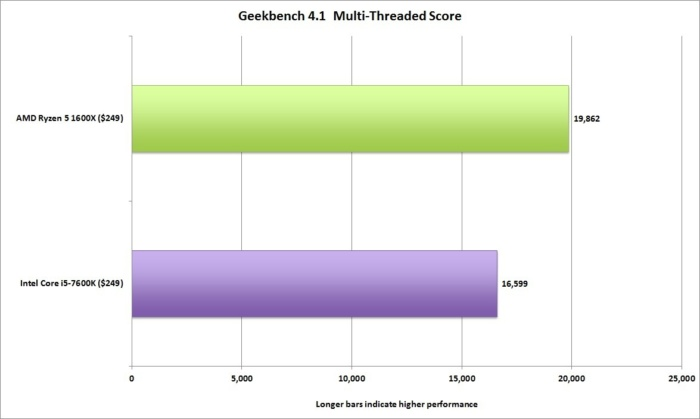 Geekbench 4.1 Multi-Threaded Score
AMD Ryzen 5 1600X ($249)
19,862
Intel Core i5-7600K ($249)
16,599
0 5,000 10,000 15,000 20,000 25,000
Longer bars indicate higher performance